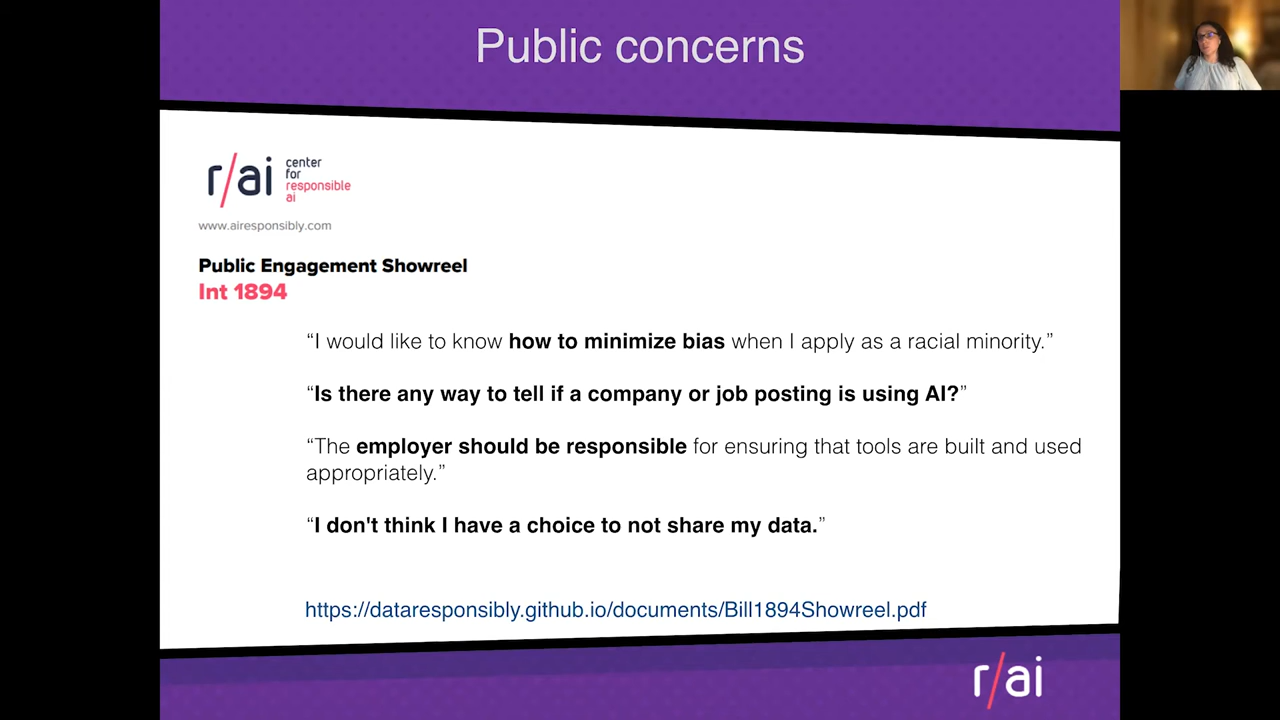 Public concerns
r/ai center
for
responsible
ai
www.airesponsibly.com
Public Engagement Showreel
Int 1894
“I would like to know how to minimize bias when I apply as a racial minority.”
“Is there any way to tell if a company or job posting is using AI?”
“The employer should be responsible for ensuring that tools are built and used
appropriately.”
“I don't think I have a choice to not share my data.”
https://dataresponsibly.github.io/documents/Bill1894Showreel.pdf
r/ai